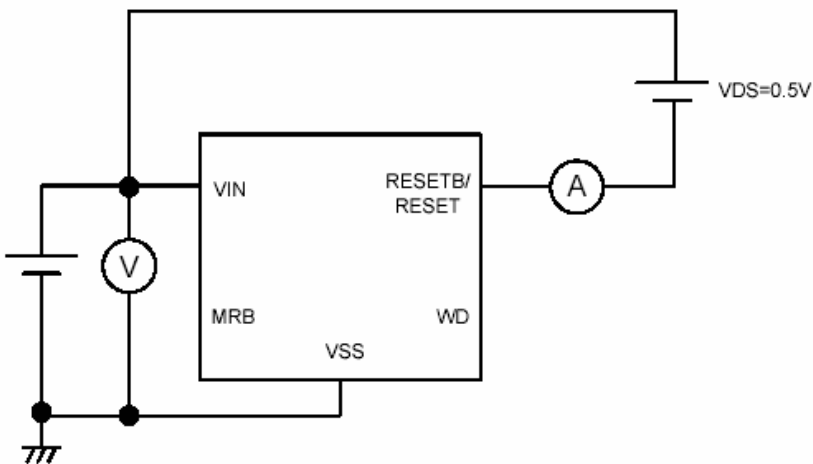 VDS=0.5V
VIN
RESETB/
RESET
A
V
MRB
WD
VSS